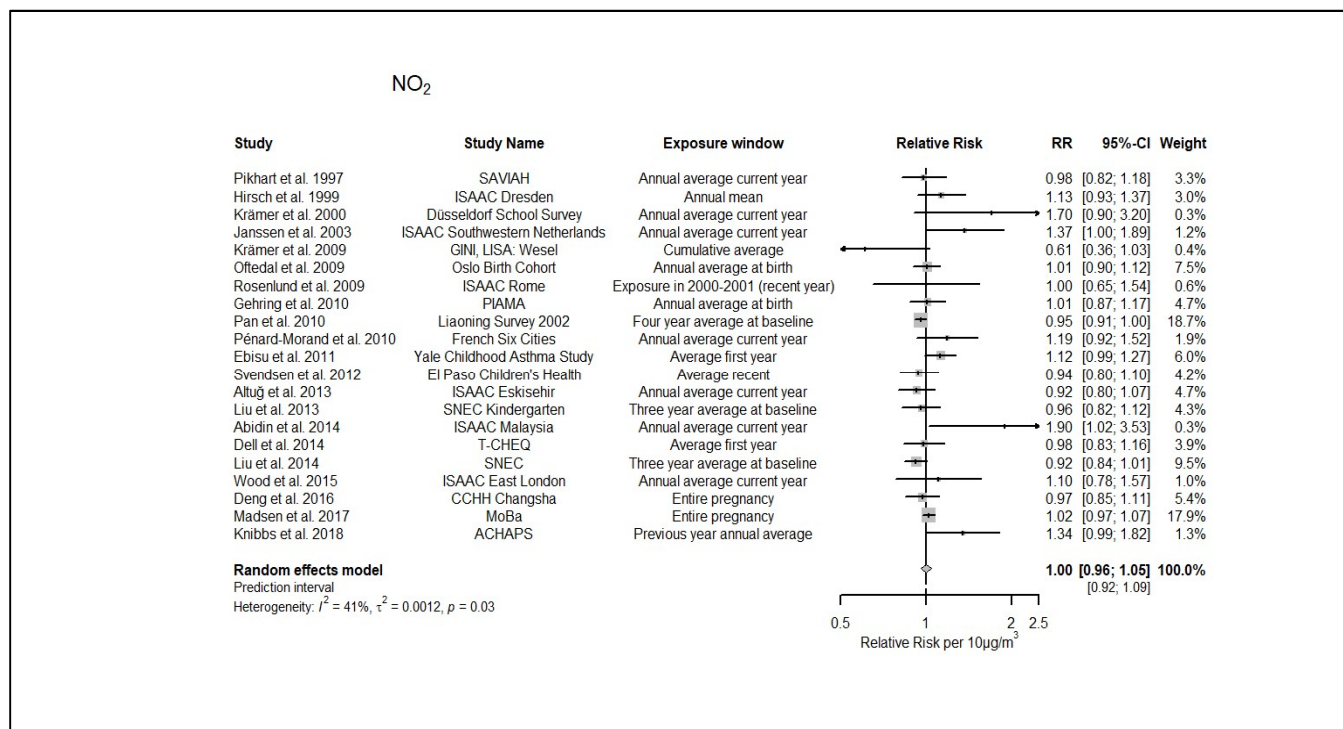 NO₂
Study Study Name Exposure window Relative Risk RR 95%-CI Weight
Pikhart et al. 1997 SAVIAH Annual average current year 0.98 [0.82; 1.18] 3.3%
Hirsch et al. 1999 ISAAC Dresden Annual mean 1.13 [0.93; 1.37] 3.0%
Krämer et al. 2000 Düsseldorf School Survey Annual average current year 1.70 [0.90; 3.20] 0.3%
Janssen et al. 2003 ISAAC Southwestern Netherlands Annual average current year 1.37 [1.00; 1.89] 1.2%
Krämer et al. 2009 GINI, LISA: Wesel Cumulative average 0.61 [0.36; 1.03] 0.4%
Oftedal et al. 2009 Oslo Birth Cohort Annual average at birth 1.01 [0.90; 1.12] 7.5%
Rosenlund et al. 2009 ISAAC Rome Exposure in 2000-2001 (recent year) 1.00 [0.65; 1.54] 0.6%
Gehring et al. 2010 PIAMA Annual average at birth 1.01 [0.87; 1.17] 4.7%
Pan et al. 2010 Liaoning Survey 2002 Four year average at baseline 0.95 [0.91; 1.00] 18.7%
Pénard-Morand et al. 2010 French Six Cities Annual average current year 1.19 [0.92; 1.52] 1.9%
Ebisu et al. 2011 Yale Childhood Asthma Study Average first year 1.12 [0.99; 1.27] 6.0%
Svendsen et al. 2012 El Paso Children's Health Average recent 0.94 [0.80; 1.10] 4.2%
Altuğ et al. 2013 ISAAC Eskisehir Annual average current year 0.92 [0.80; 1.07] 4.7%
Liu et al. 2013 SNEC Kindergarten Three year average at baseline 0.96 [0.82; 1.12] 4.3%
Abidin et al. 2014 ISAAC Malaysia Annual average current year 1.90 [1.02; 3.53] 0.3%
Dell et al. 2014 T-CHEQ Average first year 0.98 [0.83; 1.16] 3.9%
Liu et al. 2014 SNEC Three year average at baseline 0.92 [0.84; 1.01] 9.5%
Wood et al. 2015 ISAAC East London Annual average current year 1.10 [0.78; 1.57] 1.0%
Deng et al. 2016 CCHH Changsha Entire pregnancy 0.97 [0.85; 1.11] 5.4%
Madsen et al. 2017 MoBa Entire pregnancy 1.02 [0.97; 1.07] 17.9%
Knibbs et al. 2018 ACHAPS Previous year annual average 1.34 [0.99; 1.82] 1.3%
Random effects model 1.00 [0.96; 1.05] 100.0%
Prediction interval [0.92; 1.09]
Heterogeneity: I² = 41%, τ² = 0.0012, p = 0.03
0.5 1 2 2.5
Relative Risk per 10µg/m³